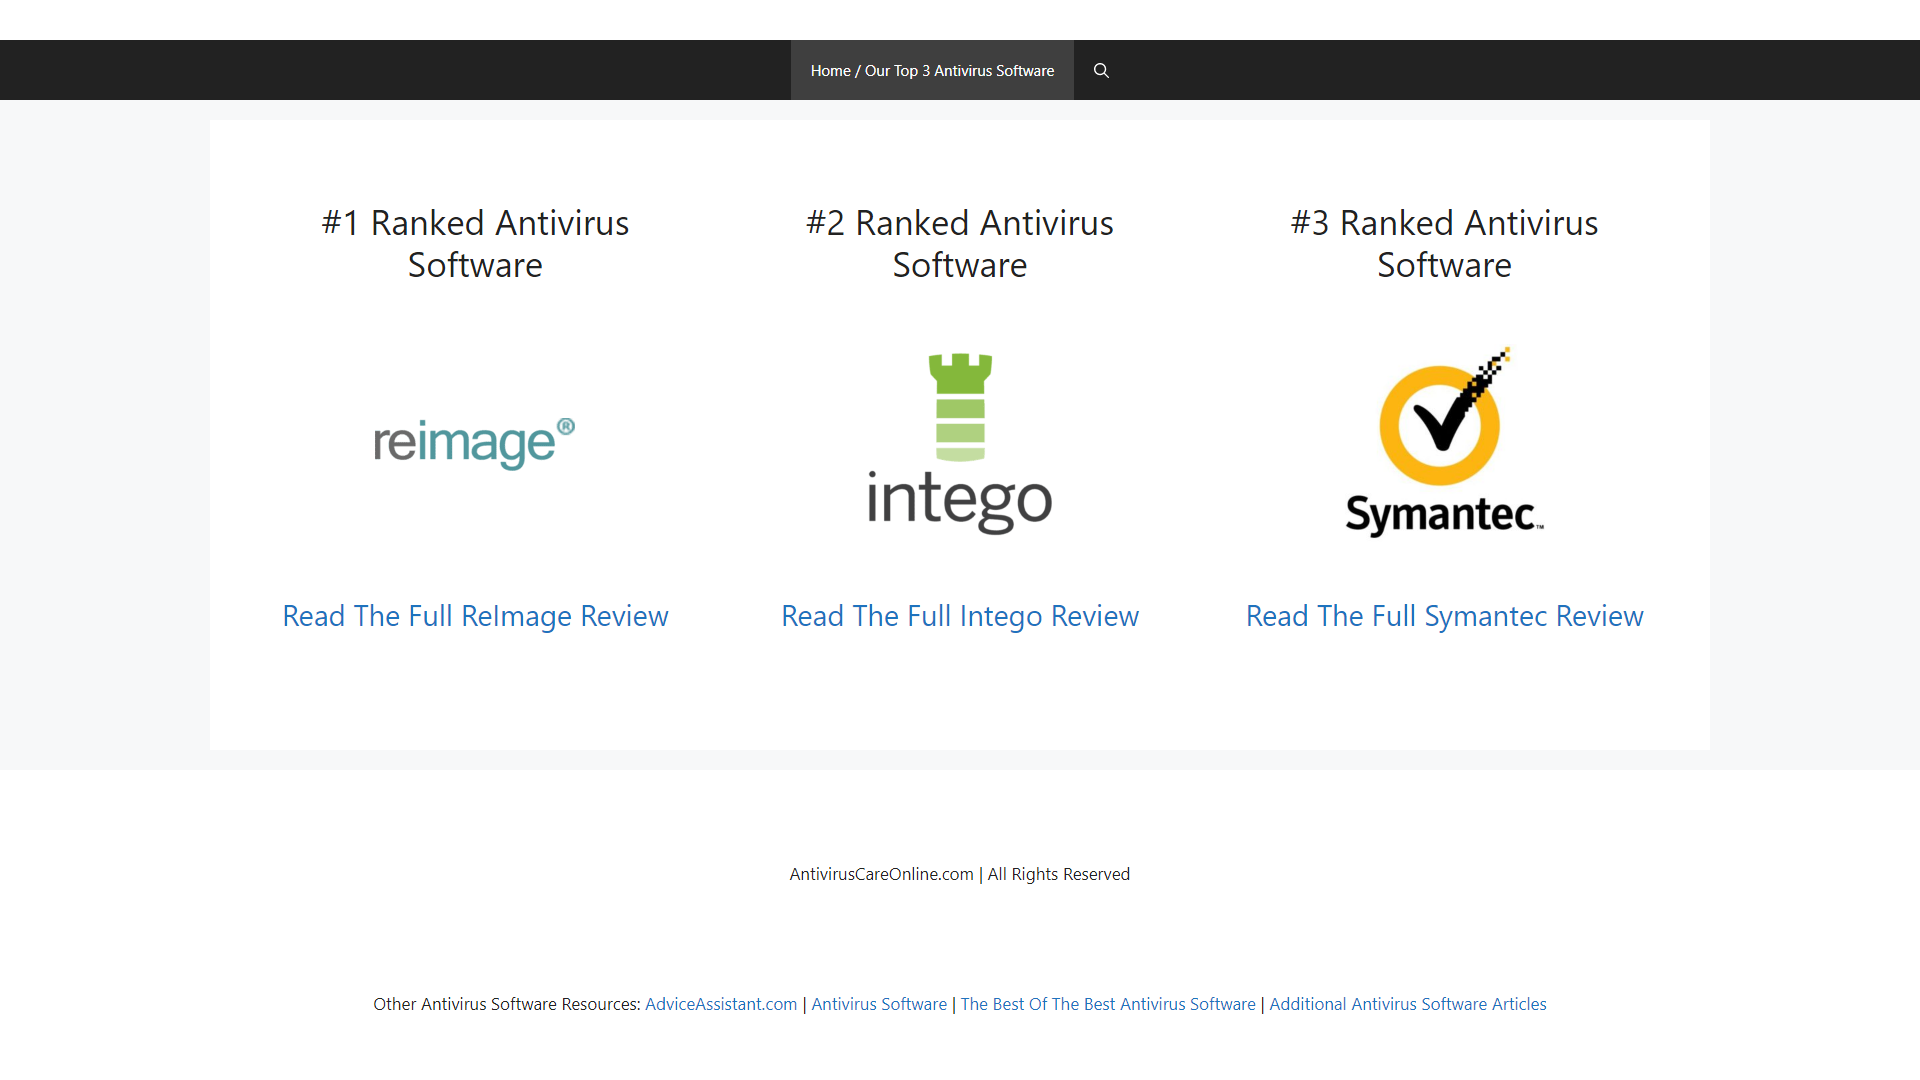 Home / Our Top 3 Antivirus Software
#1 Ranked Antivirus
Software
#2 Ranked Antivirus
Software
#3 Ranked Antivirus
Software
reimage®
intego
Symantec™
Read The Full ReImage Review
Read The Full Intego Review
Read The Full Symantec Review
AntivirusCareOnline.com | All Rights Reserved
Other Antivirus Software Resources: AdviceAssistant.com | Antivirus Software | The Best Of The Best Antivirus Software | Additional Antivirus Software Articles